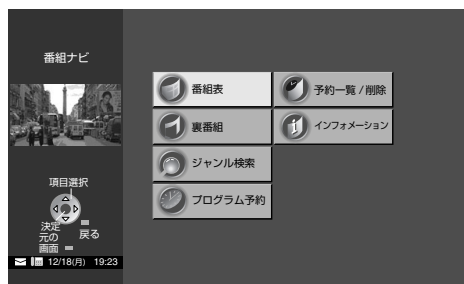 番組ナビ
番組表
予約一覧/削除
裏番組
インフォメーション
ジャンル検索
プログラム予約
項目選択
決定
元の
画面
戻る
12/18(月) 19:23